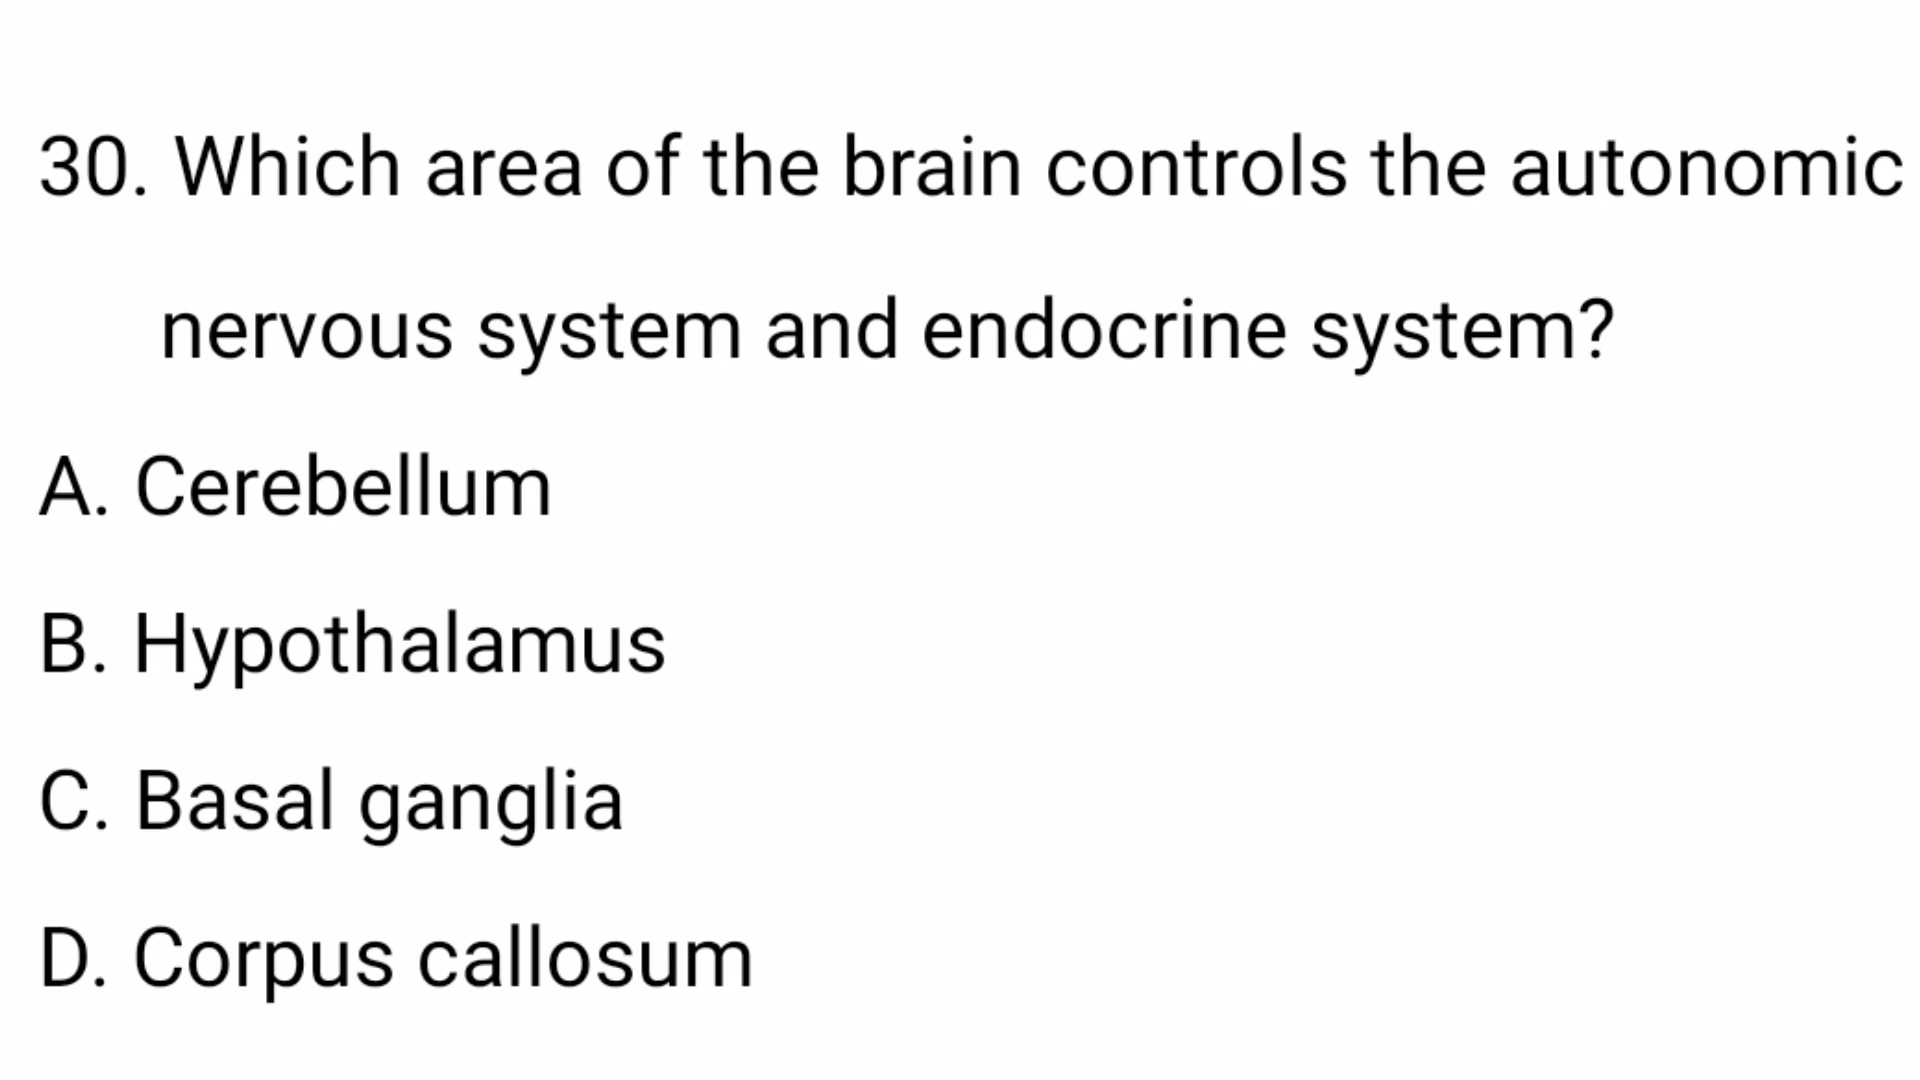 30. Which area of the brain controls the autonomic
nervous system and endocrine system?
A. Cerebellum
B. Hypothalamus
C. Basal ganglia
D. Corpus callosum